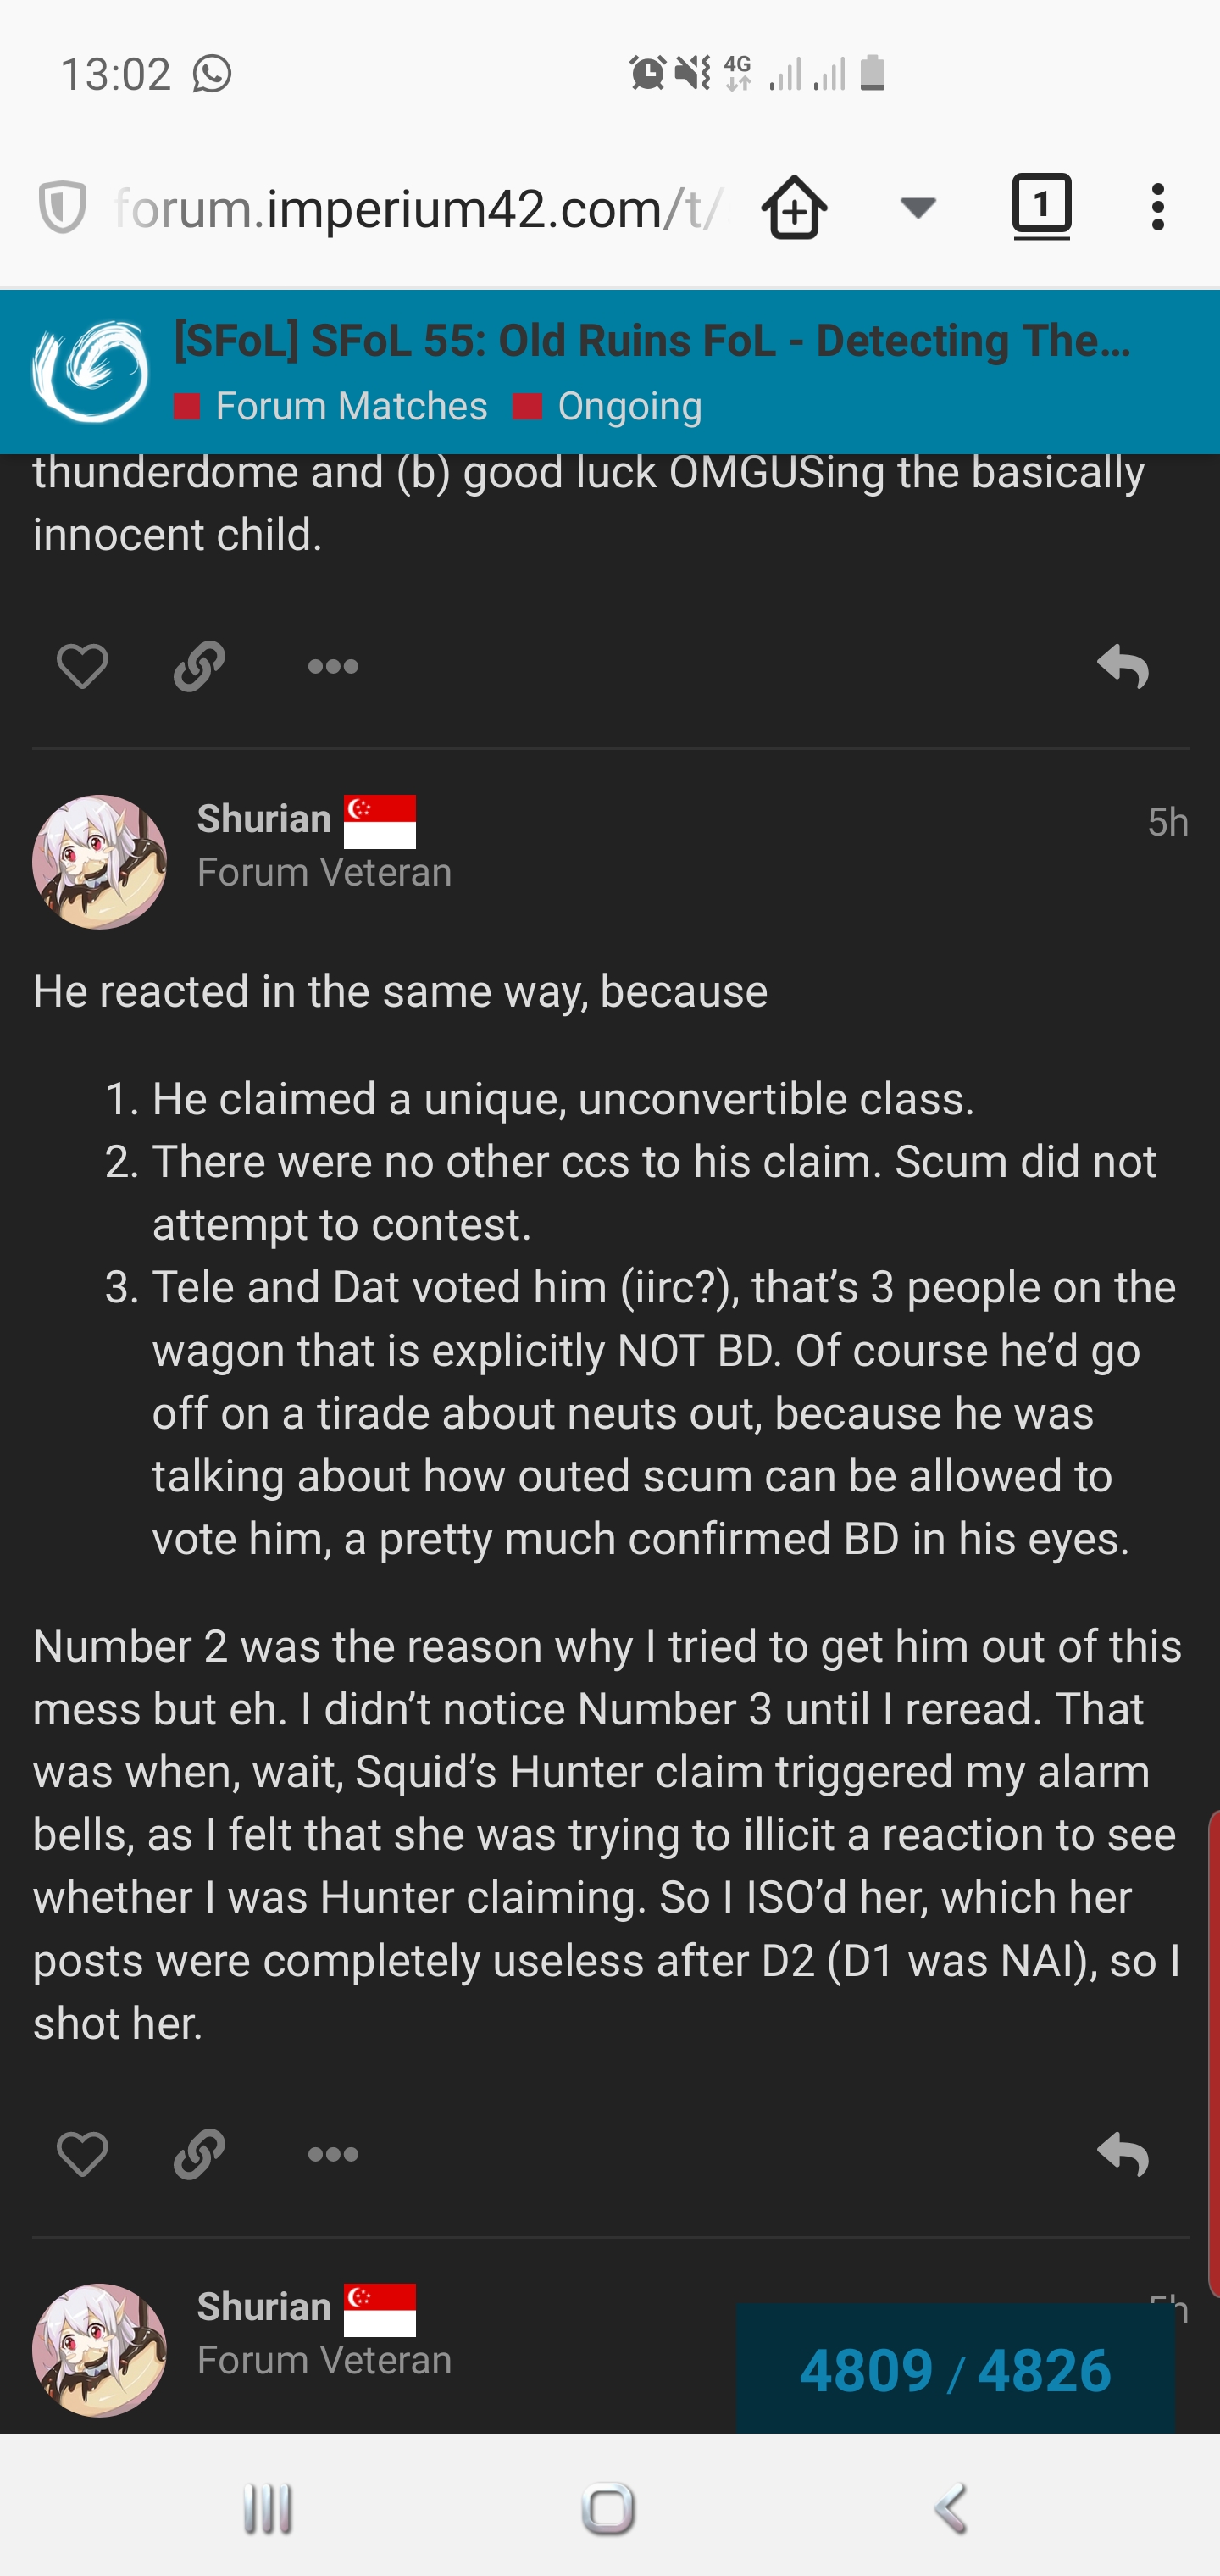 13:02
4G
forum.imperium42.com/t/
1
[SFoL] SFoL 55: Old Ruins FoL - Detecting The...
Forum Matches Ongoing
thunderdome and (b) good luck OMGUSing the basically
innocent child.
Shurian
5h
Forum Veteran
He reacted in the same way, because
1. He claimed a unique, unconvertible class.
2. There were no other ccs to his claim. Scum did not
attempt to contest.
3. Tele and Dat voted him (iirc?), that's 3 people on the
wagon that is explicitly NOT BD. Of course he'd go
off on a tirade about neuts out, because he was
talking about how outed scum can be allowed to
vote him, a pretty much confirmed BD in his eyes.
Number 2 was the reason why I tried to get him out of this
mess but eh. I didn't notice Number 3 until I reread. That
was when, wait, Squid's Hunter claim triggered my alarm
bells, as I felt that she was trying to illicit a reaction to see
whether I was Hunter claiming. So I ISO'd her, which her
posts were completely useless after D2 (D1 was NAI), so I
shot her.
Shurian
5h
Forum Veteran
4809 / 4826